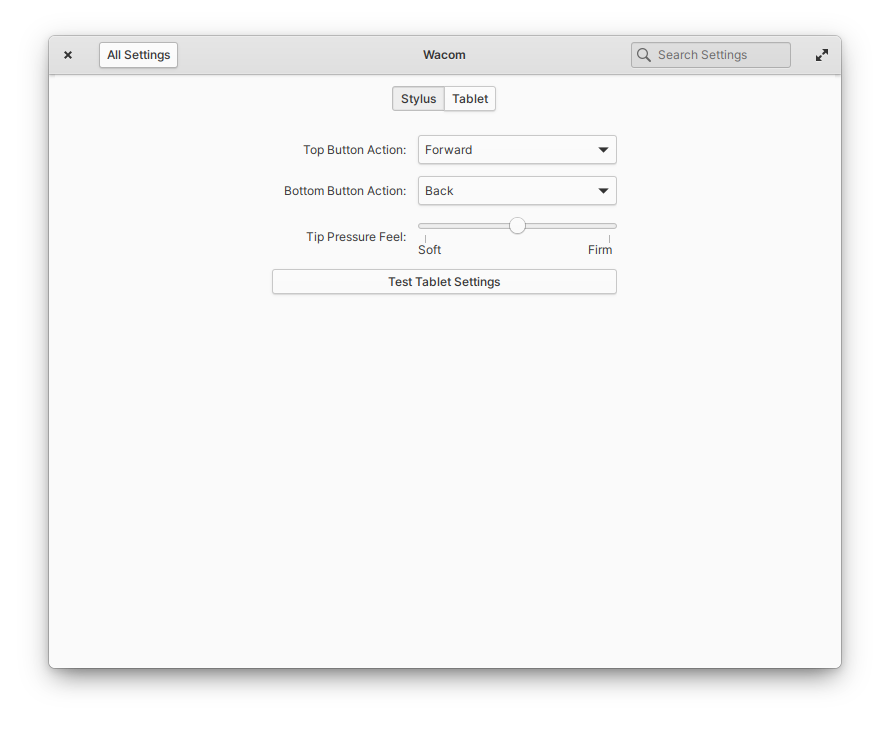 All Settings Wacom Search Settings
Stylus Tablet
Top Button Action: Forward
Bottom Button Action: Back
Tip Pressure Feel:
Soft Firm
Test Tablet Settings